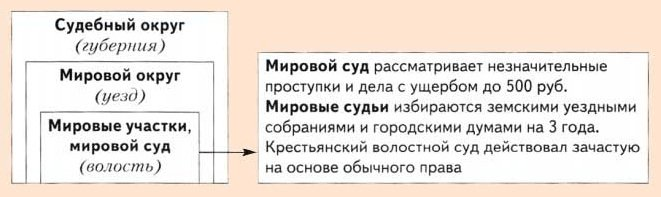 Судебный округ
(губерния)
Мировой округ
(уезд)
Мировые участки,
мировой суд
(волость)
Мировой суд рассматривает незначительные
проступки и дела с ущербом до 500 руб.
Мировые судьи избираются земскими уездными
собраниями и городскими думами на 3 года.
Крестьянский волостной суд действовал зачастую
на основе обычного права